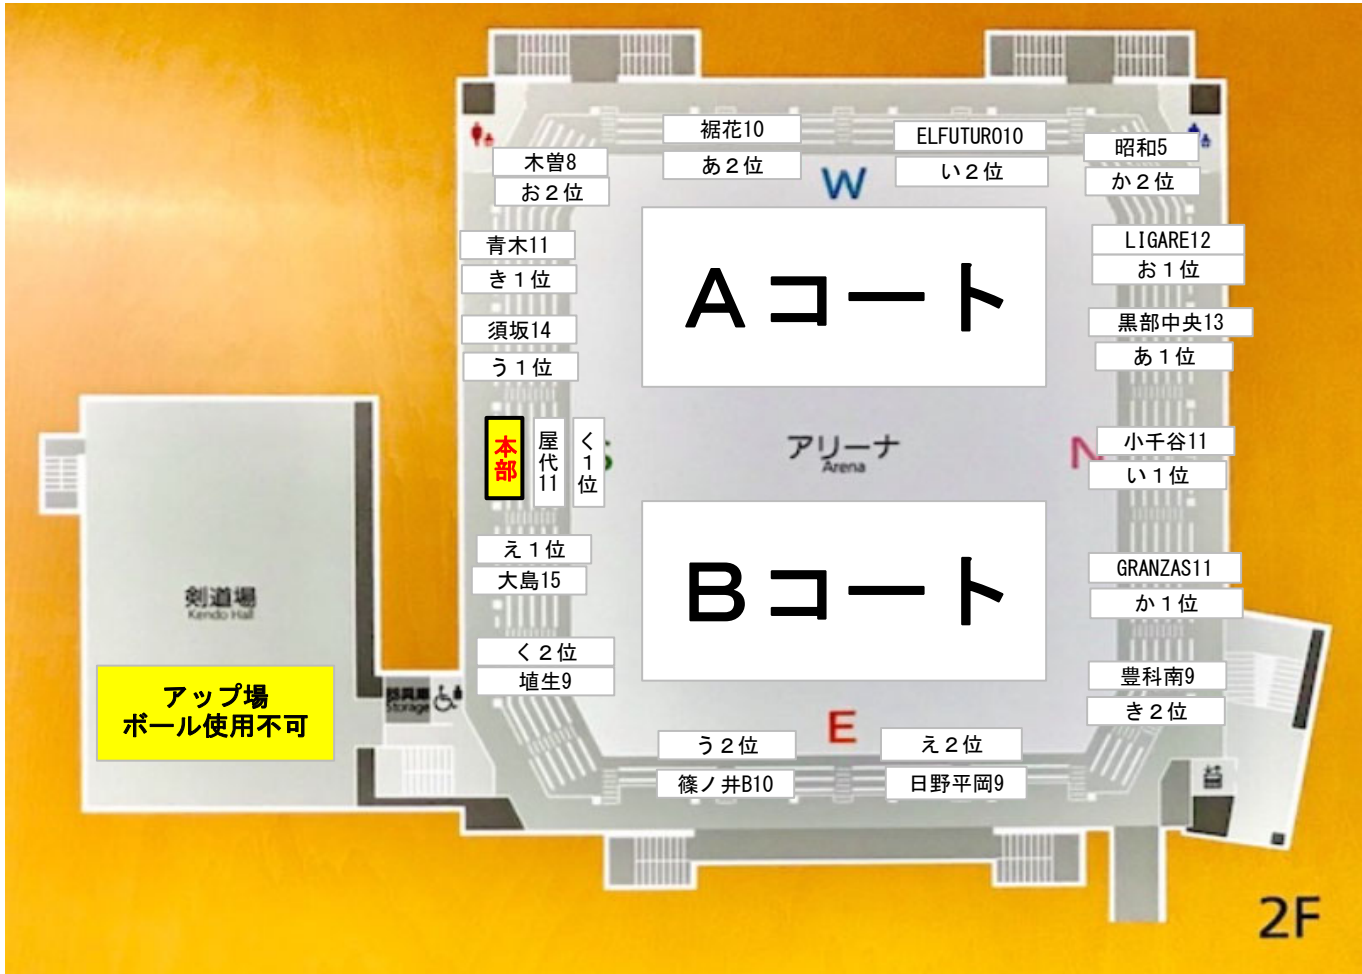 裾花10
あ２位
ELFUTURO10
い２位
昭和5
か２位
木曽8
お２位
W
青木11
き１位
LIGARE12
お１位
Aコート
須坂14
う１位
黒部中央13
あ１位
本部
屋代11
く１位
S
アリーナ
Arena
N
小千谷11
い１位
え１位
大島15
Bコート
GRANZAS11
か１位
剣道場
Kendo Hall
く２位
埴生9
豊科南9
き２位
アップ場
ボール使用不可
器具庫
Storage
E
う２位
篠ノ井B10
え２位
日野平岡9
2F